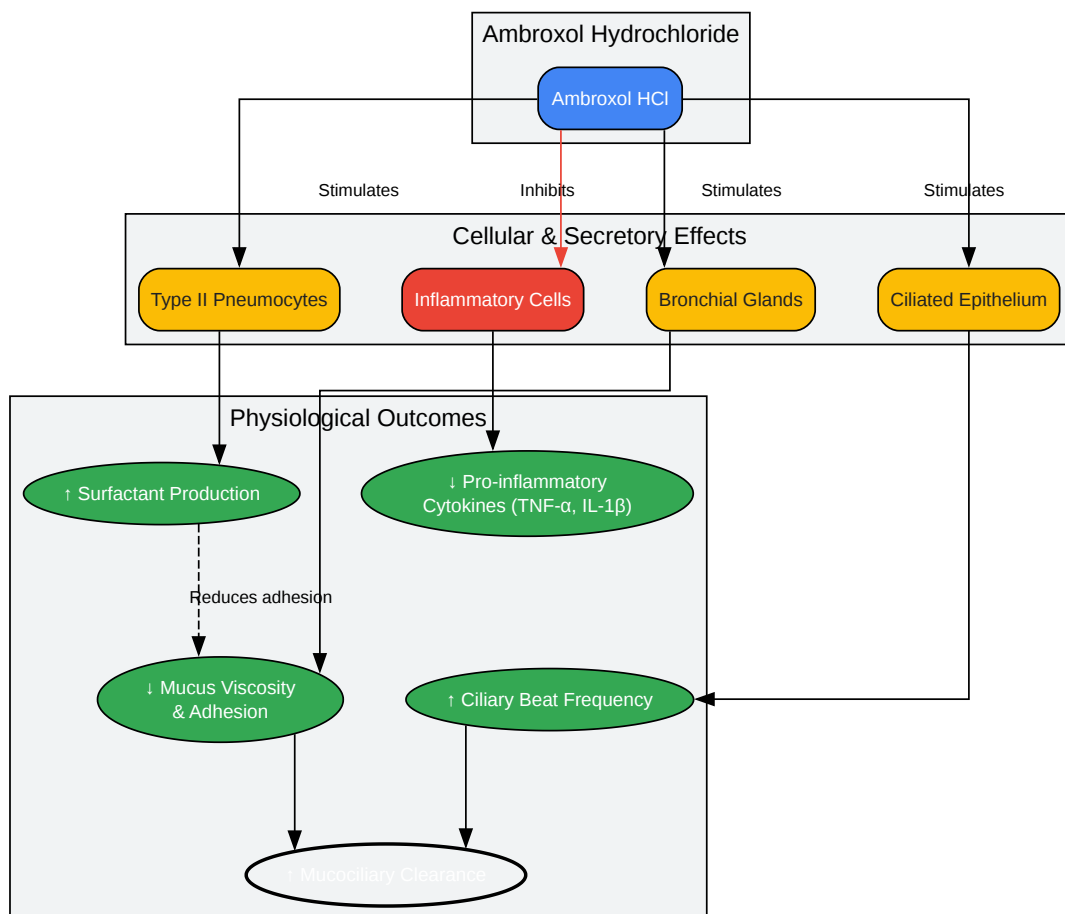 Ambroxol Hydrochloride
Ambroxol HCl
Stimulates
Inhibits
Stimulates
Stimulates
Cellular & Secretory Effects
Type II Pneumocytes
Inflammatory Cells
Bronchial Glands
Ciliated Epithelium
Physiological Outcomes
↑ Surfactant Production
↓ Pro-inflammatory
Cytokines (TNF-α, IL-1β)
Reduces adhesion
↓ Mucus Viscosity
& Adhesion
↑ Ciliary Beat Frequency
↑ Mucociliary Clearance